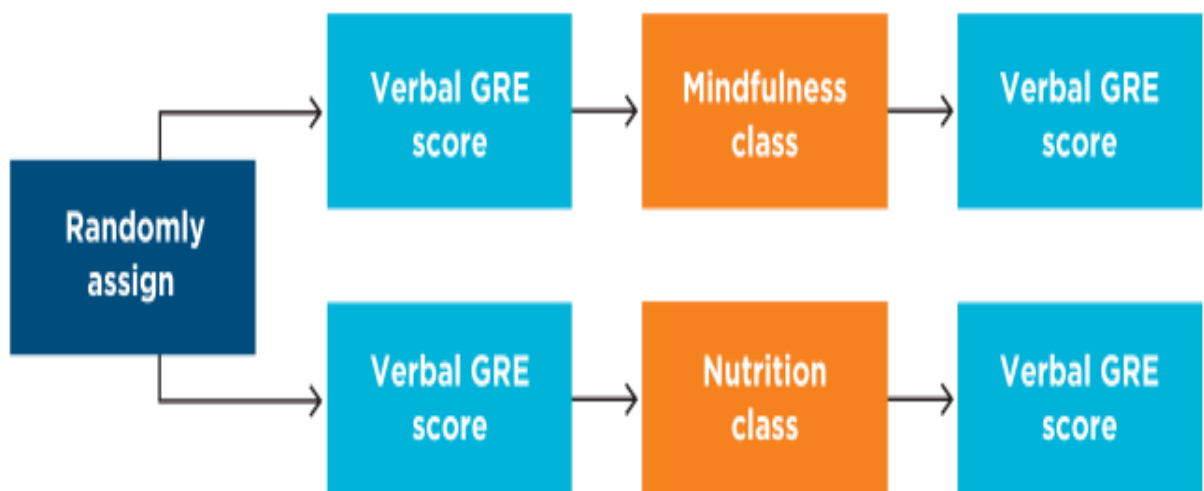 Randomly
assign
Verbal GRE
score
Mindfulness
class
Verbal GRE
score
Verbal GRE
score
Nutrition
class
Verbal GRE
score